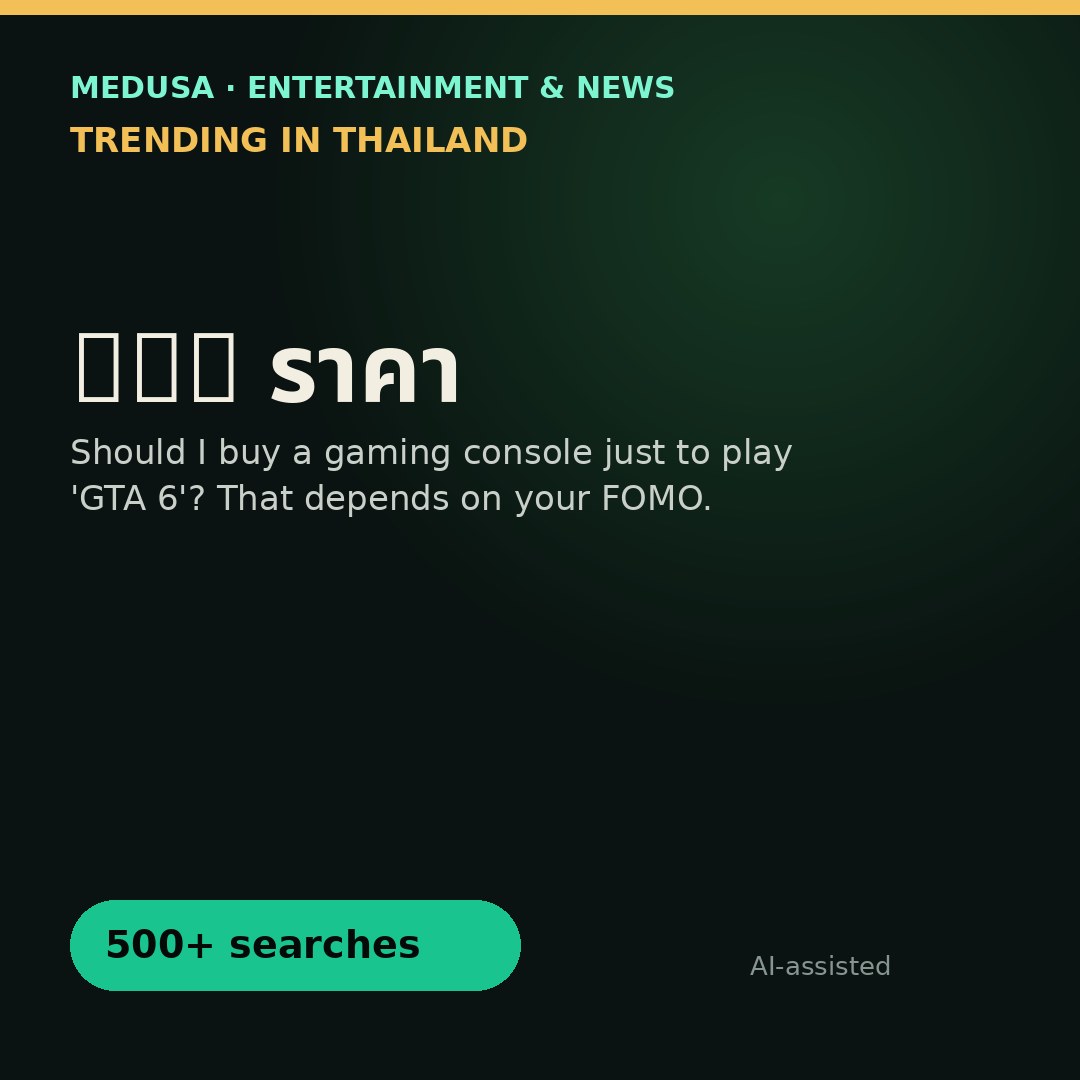 MEDUSA · ENTERTAINMENT & NEWS
TRENDING IN THAILAND
ราคา
Should I buy a gaming console just to play
'GTA 6'? That depends on your FOMO.
500+ searches
AI-assisted